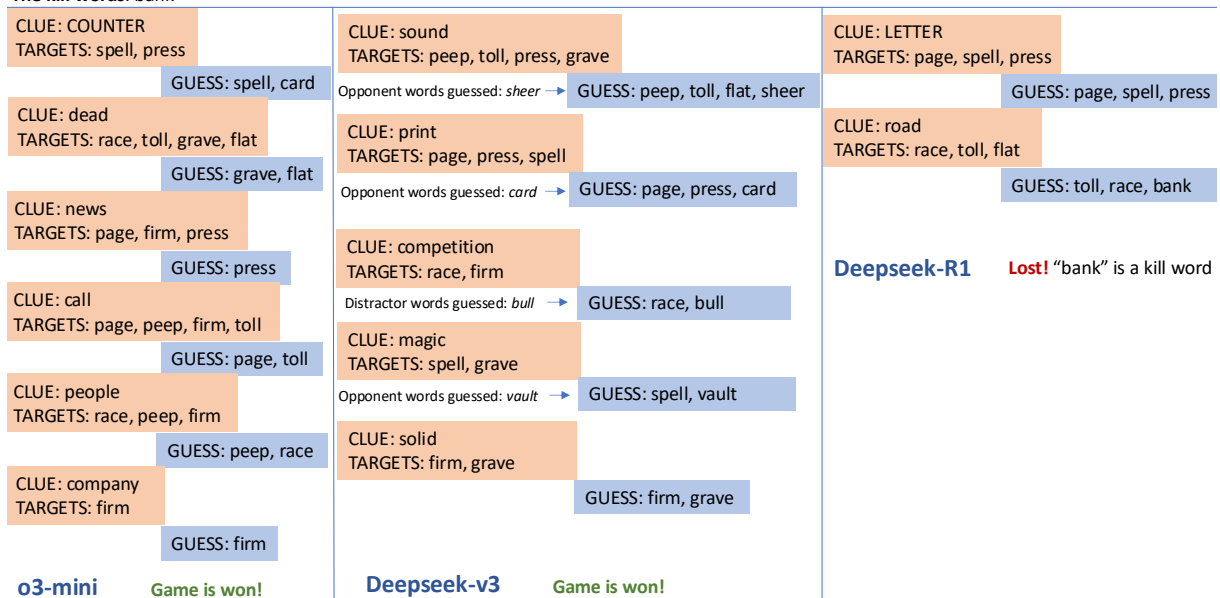 The kill words: bank
CLUE: COUNTER
TARGETS: spell, press
GUESS: spell, card
CLUE: dead
TARGETS: race, toll, grave, flat
GUESS: grave, flat
CLUE: news
TARGETS: page, firm, press
GUESS: press
CLUE: call
TARGETS: page, peep, firm, toll
GUESS: page, toll
CLUE: people
TARGETS: race, peep, firm
GUESS: peep, race
CLUE: company
TARGETS: firm
GUESS: firm
o3-mini Game is won!
CLUE: sound
TARGETS: peep, toll, press, grave
Opponent words guessed: sheer GUESS: peep, toll, flat, sheer
CLUE: print
TARGETS: page, press, spell
Opponent words guessed: card GUESS: page, press, card
CLUE: competition
TARGETS: race, firm
Distractor words guessed: bull GUESS: race, bull
CLUE: magic
TARGETS: spell, grave
Opponent words guessed: vault GUESS: spell, vault
CLUE: solid
TARGETS: firm, grave
GUESS: firm, grave
Deepseek-v3 Game is won!
CLUE: LETTER
TARGETS: page, spell, press
GUESS: page, spell, press
CLUE: road
TARGETS: race, toll, flat
GUESS: toll, race, bank
Deepseek-R1 Lost! “bank” is a kill word